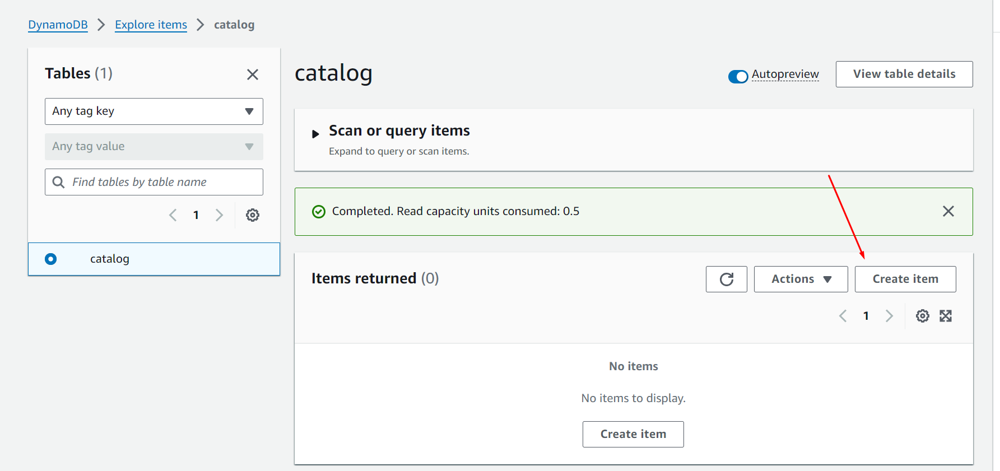 DynamoDB > Explore items > catalog
Tables (1)
Any tag key
Any tag value
Find tables by table name
1
catalog
catalog
Autopreview
View table details
Scan or query items
Expand to query or scan items.
Completed. Read capacity units consumed: 0.5
Items returned (0)
Actions
Create item
1
No items
No items to display.
Create item